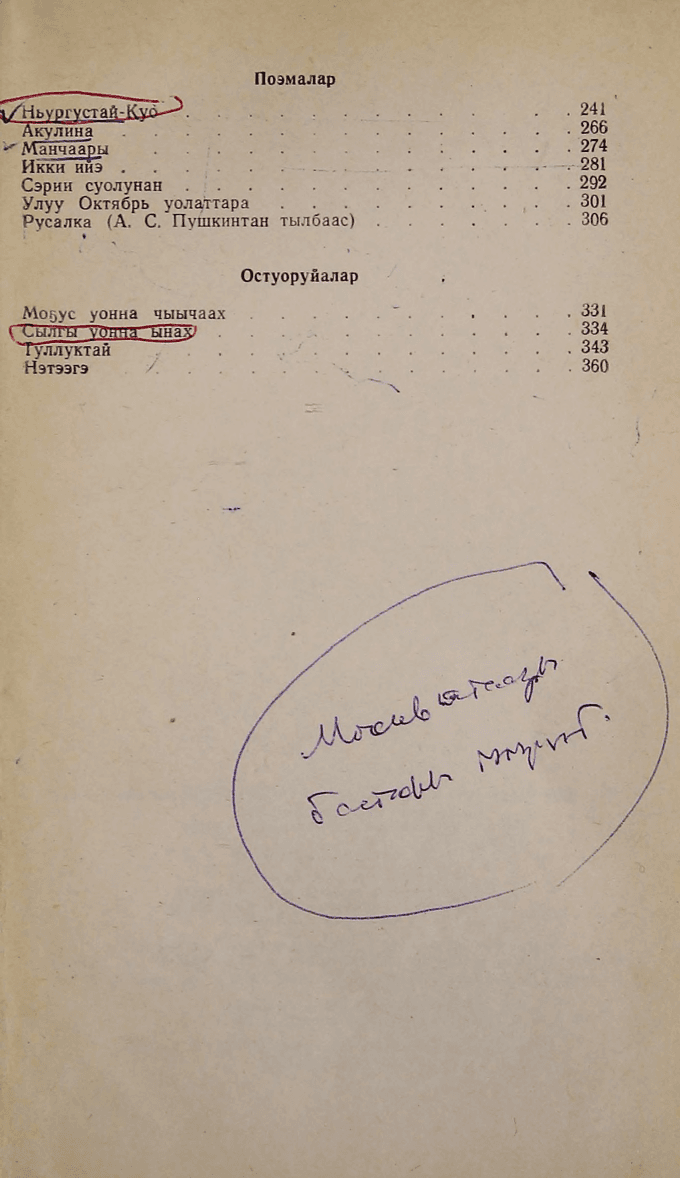 Поэмалар
Ньургустай-Куо . . . . . . . . . . . . 241
Акулина . . . . . . . . . . . . . 266
Манчаары . . . . . . . . . . . . 274
Икки ийэ . . . . . . . . . . . . . 281
Сэрии суолунан . . . . . . . . . . . . 292
Улуу Октябрь уолаттара . . . . . . . . . 301
Русалка (А. С. Пушкинтан тылбаас) . . . . . . . 306
Остуоруйалар
Моҕус уонна чыычаах . . . . . . . . . . 331
Сылгы уонна ынах . . . . . . . . . . . 334
Туллуктай . . . . . . . . . . . . . 343
Нэтээгэ . . . . . . . . . . . . . 360